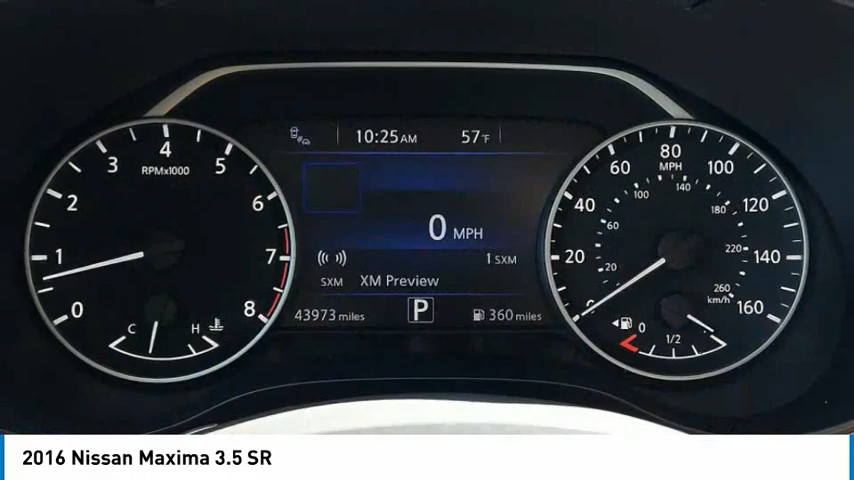 10:25AM 57°F
0 1 2 3 4 5 6 7 8
RPMx1000
C H
0 MPH
1 SXM
SXM XM Preview
43973 miles P 360 miles
0 20 40 60 80 100 120 140 160
MPH
20 60 100 140 180 220 260
km/h
0 1/2
2016 Nissan Maxima 3.5 SR